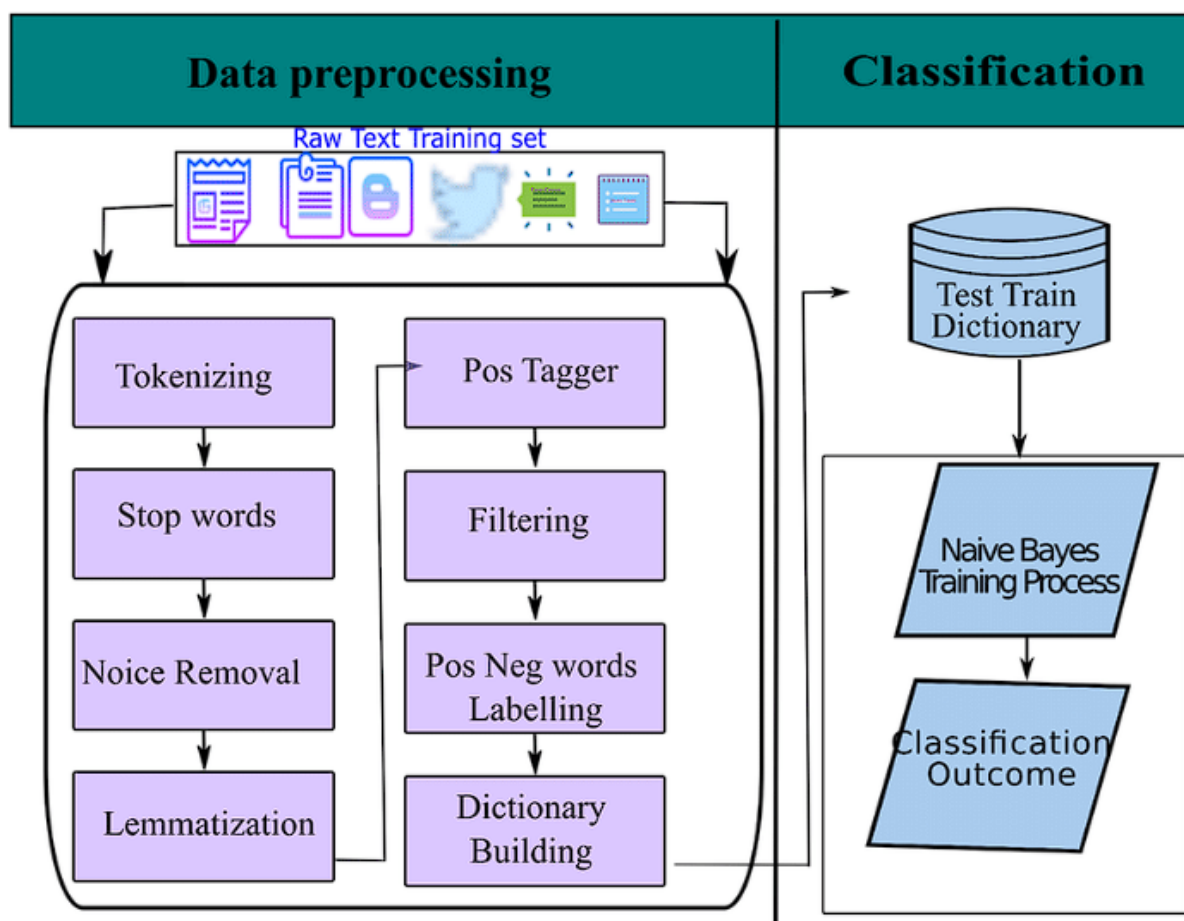 Data preprocessing
Classification
Raw Text Training set
Tokenizing
Stop words
Noice Removal
Lemmatization
Pos Tagger
Filtering
Pos Neg words
Labelling
Dictionary
Building
Test Train
Dictionary
Naive Bayes
Training Process
Classification
Outcome